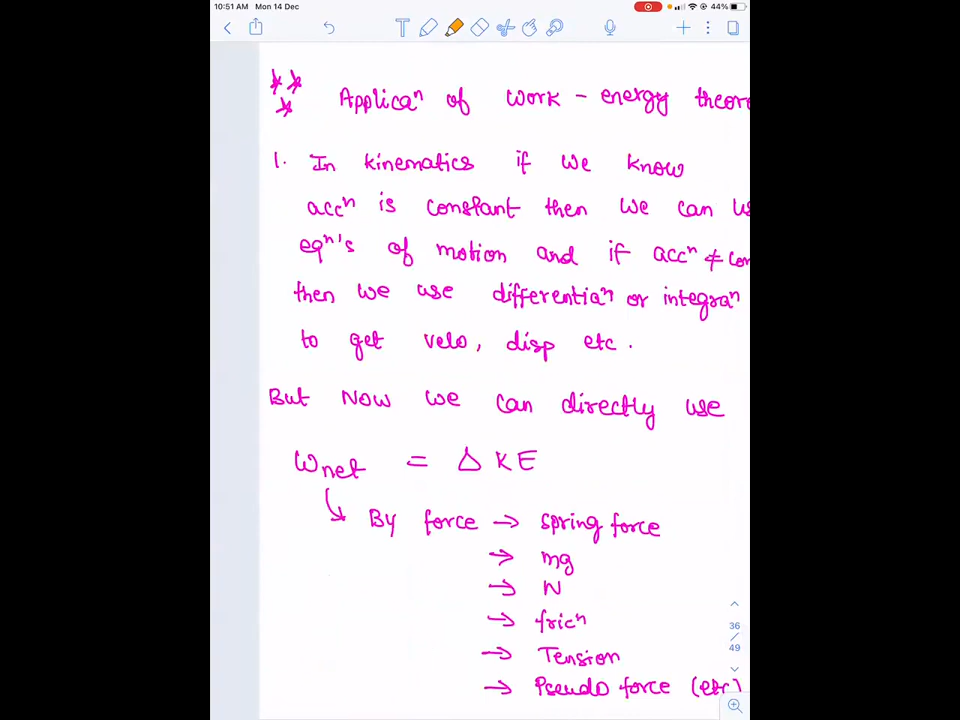 10:51 AM Mon 14 Dec
44%
T
Applicaⁿ of work - energy theore
1. In kinematics if we know
accⁿ is constant then we can us
eqⁿ's of motion and if accⁿ ≠ con
then we use differentiaⁿ or integraⁿ
to get velo, disp etc.
But Now we can directly use
Wnet = Δ KE
↳ By force → spring force
→ mg
→ N
→ fricⁿ
→ Tension
→ Pseudo force (etc)
36
/
49